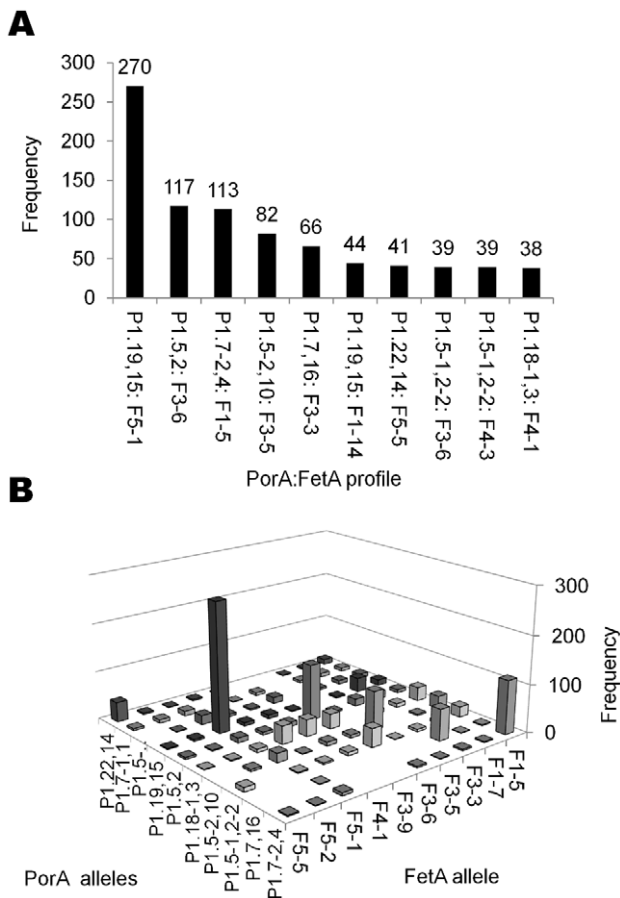 A
300
250
200
150
100
50
0
Frequency
270
117
113
82
66
44
41
39
39
38
P1.19,15: F5-1
P1.5,2: F3-6
P1.7-2,4: F1-5
P1.5-2,10: F3-5
P1.7,16: F3-3
P1.19,15: F1-14
P1.22,14: F5-5
P1.5-1,2-2: F3-6
P1.5-1,2-2: F4-3
P1.18-1,3: F4-1
PorA:FetA profile
B
300
200
100
0
Frequency
P1.22,14
P1.7-1,1
P1.5-..
P1.19,15
P1.5,2
P1.18-1,3
P1.5-2,10
P1.5-1,2-2
P1.7,16
P1.7-2,4
F5-5
F5-2
F5-1
F4-1
F3-9
F3-6
F3-5
F3-3
F1-7
F1-5
PorA alleles
FetA allele